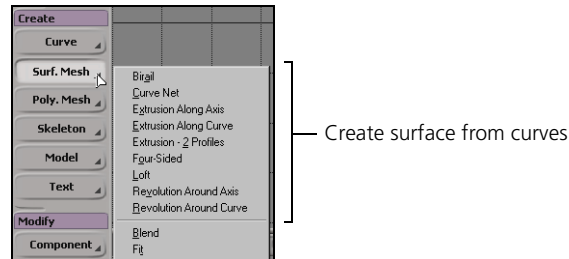 Create
Curve
Surf. Mesh
Poly. Mesh
Skeleton
Model
Text
Modify
Component
Birail
Curve Net
Extrusion Along Axis
Extrusion Along Curve
Extrusion - 2 Profiles
Four-Sided
Loft
Revolution Around Axis
Revolution Around Curve
Blend
Fit
Create surface from curves